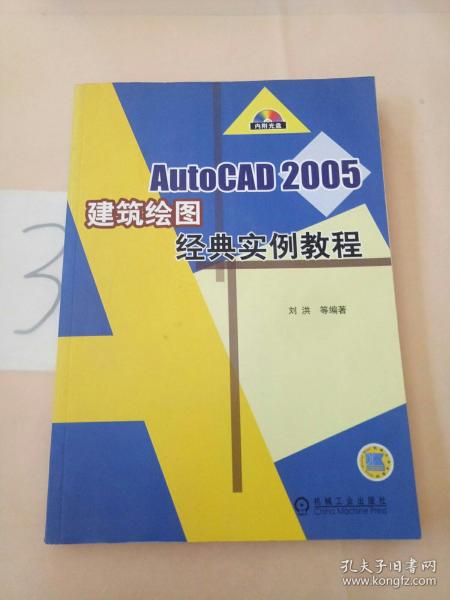 3
内附光盘
AutoCAD 2005
建筑绘图
经典实例教程
刘洪 等编著
机械工业出版社
China Machine Press
孔夫子旧书网
www.kongfz.com